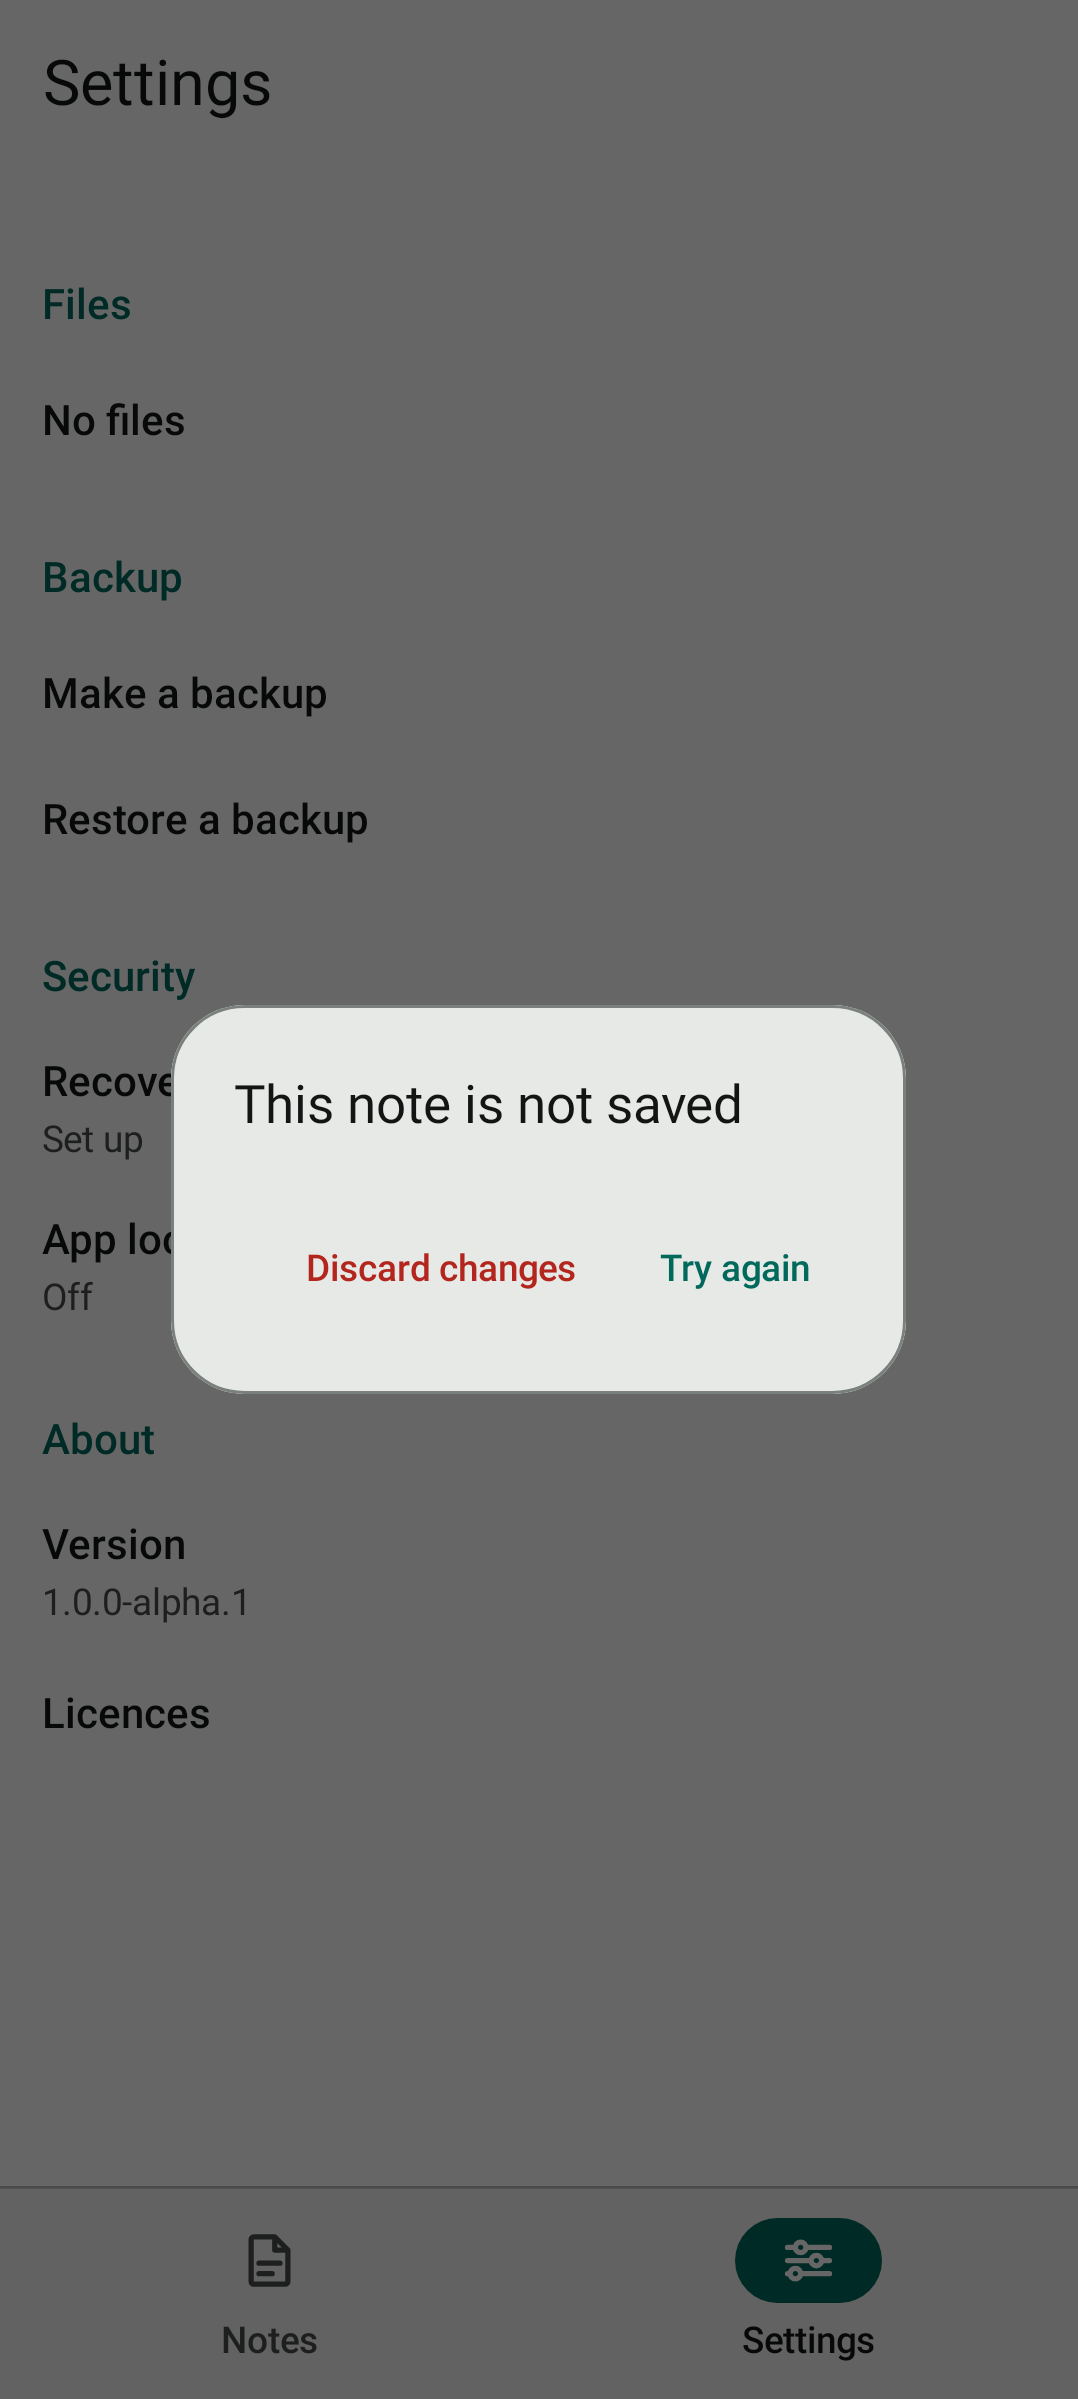 Settings
Files
No files
Backup
Make a backup
Restore a backup
Security
Set up
Off
This note is not saved
Discard changes
Try again
About
Version
1.0.0-alpha.1
Licences
Notes
Settings